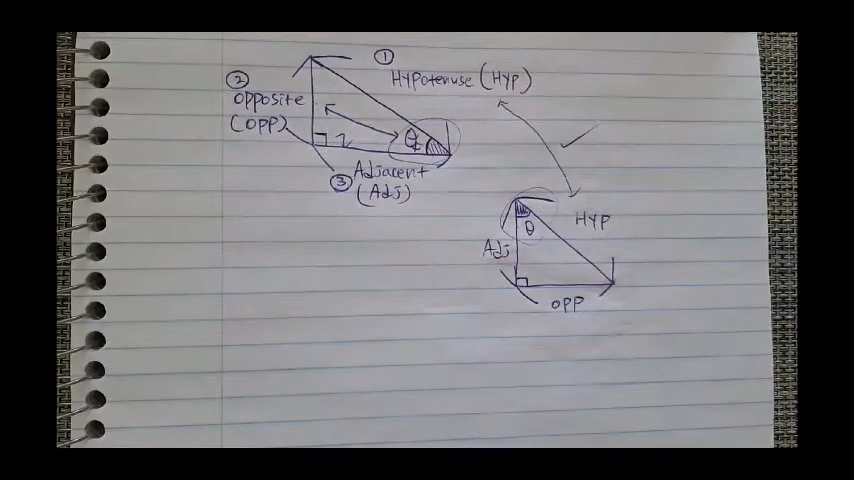 ①
Hypotenuse (HYP)
②
Opposite
(OPP)
θ
③ Adjacent
(Adj)
HYP
θ
Adj
OPP